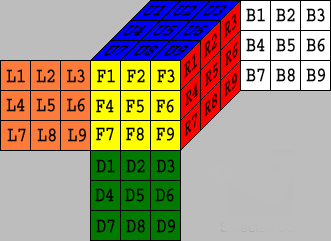 U1 U2 U3
U4 U5 U6
U7 U8 U9
L1 L2 L3 F1 F2 F3 R1 R2 R3 B1 B2 B3
L4 L5 L6 F4 F5 F6 R4 R5 R6 B4 B5 B6
L7 L8 L9 F7 F8 F9 R7 R8 R9 B7 B8 B9
D1 D2 D3
D4 D5 D6
D7 D8 D9